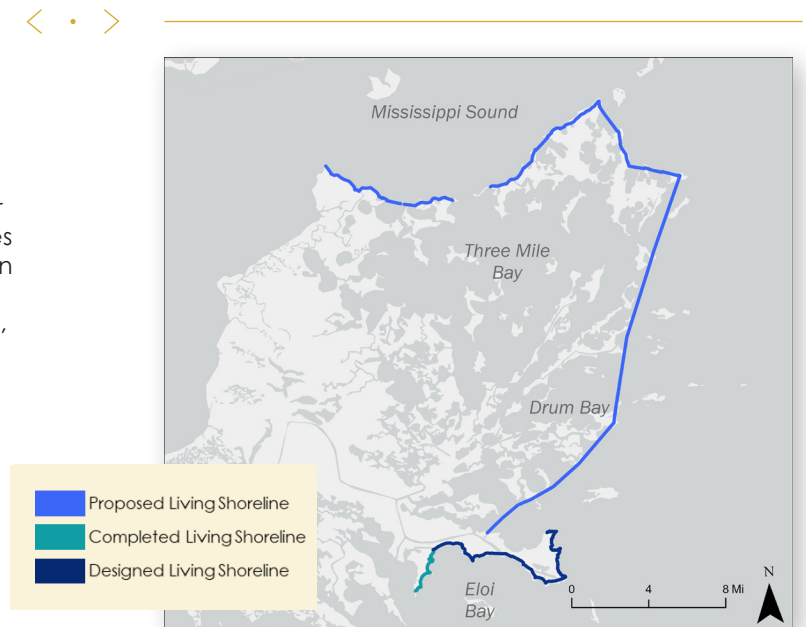 Mississippi Sound
es
n
,
Three Mile
Bay
Drum Bay
Proposed Living Shoreline
Completed Living Shoreline
Designed Living Shoreline
Eloi
Bay
0 4 8 Mi
N